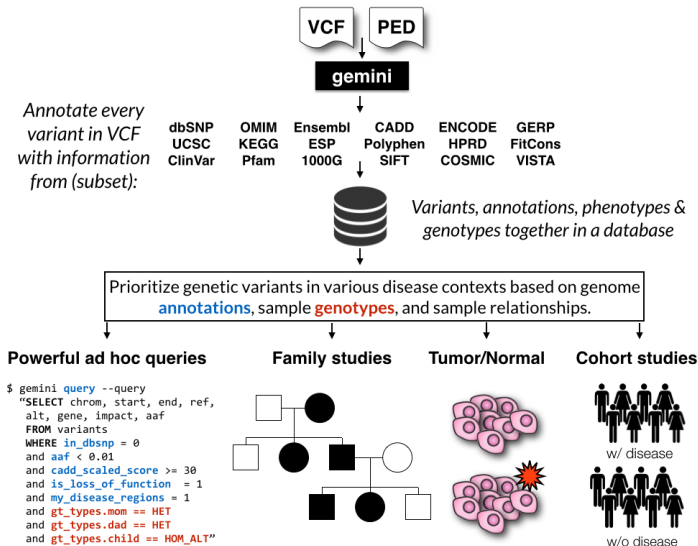 VCF PED
gemini
Annotate every
variant in VCF
with information
from (subset):
dbSNP OMIM Ensembl CADD ENCODE GERP
UCSC KEGG ESP Polyphen HPRD FitCons
ClinVar Pfam 1000G SIFT COSMIC VISTA
Variants, annotations, phenotypes &
genotypes together in a database
Prioritize genetic variants in various disease contexts based on genome
annotations, sample genotypes, and sample relationships.
Powerful ad hoc queries
$ gemini query --query
“SELECT chrom, start, end, ref,
alt, gene, impact, aaf
FROM variants
WHERE in_dbsnp = 0
and aaf < 0.01
and cadd_scaled_score >= 30
and is_loss_of_function = 1
and my_disease_regions = 1
and gt_types.mom == HET
and gt_types.dad == HET
and gt_types.child == HOM_ALT”
Family studies
Tumor/Normal
Cohort studies
w/ disease
w/o disease